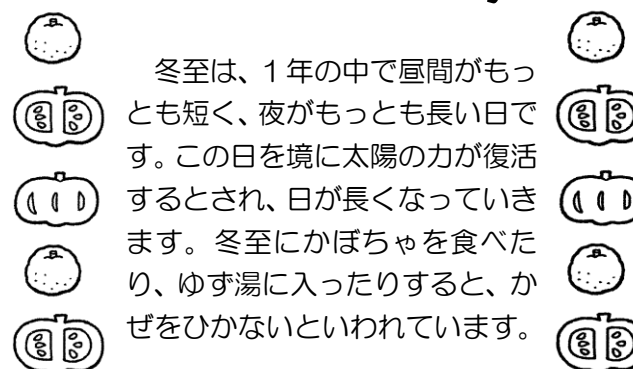 冬至は、1年の中で昼間がもっ
とも短く、夜がもっとも長い日で
す。この日を境に太陽の力が復活
するとされ、日が長くなっていき
ます。冬至にかぼちゃを食べた
り、ゆず湯に入ったりすると、か
ぜをひかないといわれています。